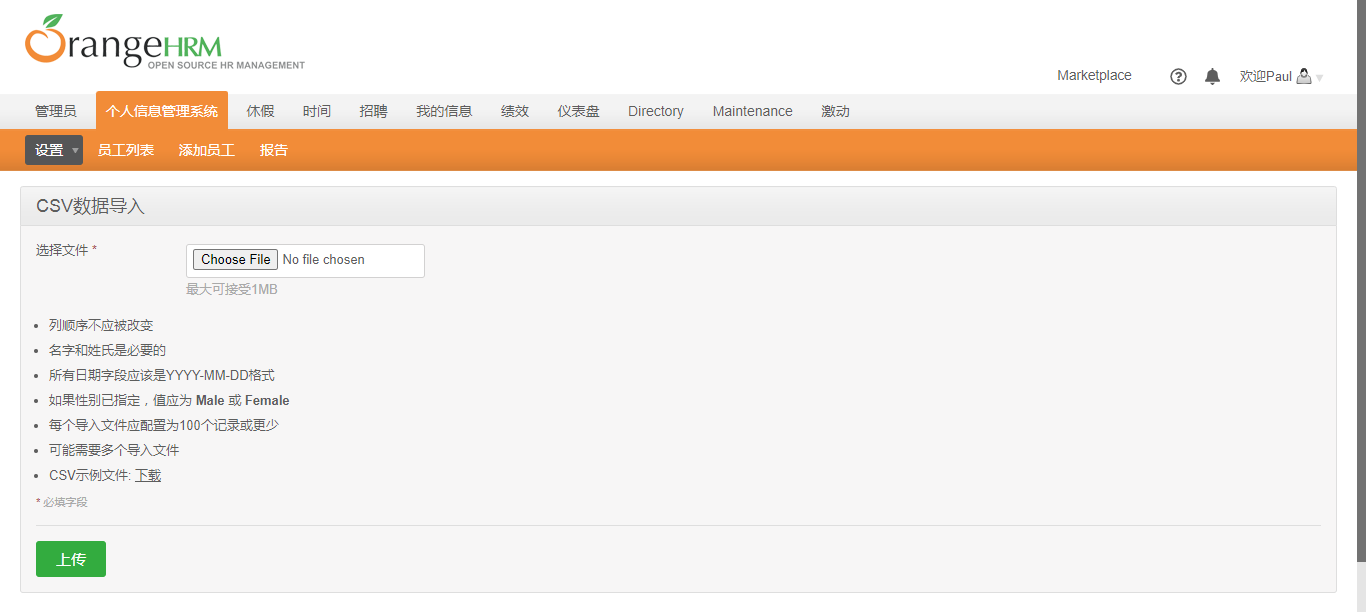 OrangeHRM
OPEN SOURCE HR MANAGEMENT
Marketplace 欢迎Paul
管理员 个人信息管理系统 休假 时间 招聘 我的信息 绩效 仪表盘 Directory Maintenance 激动
设置 员工列表 添加员工 报告
CSV数据导入
选择文件 * Choose File No file chosen
最大可接受1MB
列顺序不应被改变
名字和姓氏是必要的
所有日期字段应该是YYYY-MM-DD格式
如果性别已指定，值应为 Male 或 Female
每个导入文件应配置为100个记录或更少
可能需要多个导入文件
CSV示例文件: 下载
* 必填字段
上传